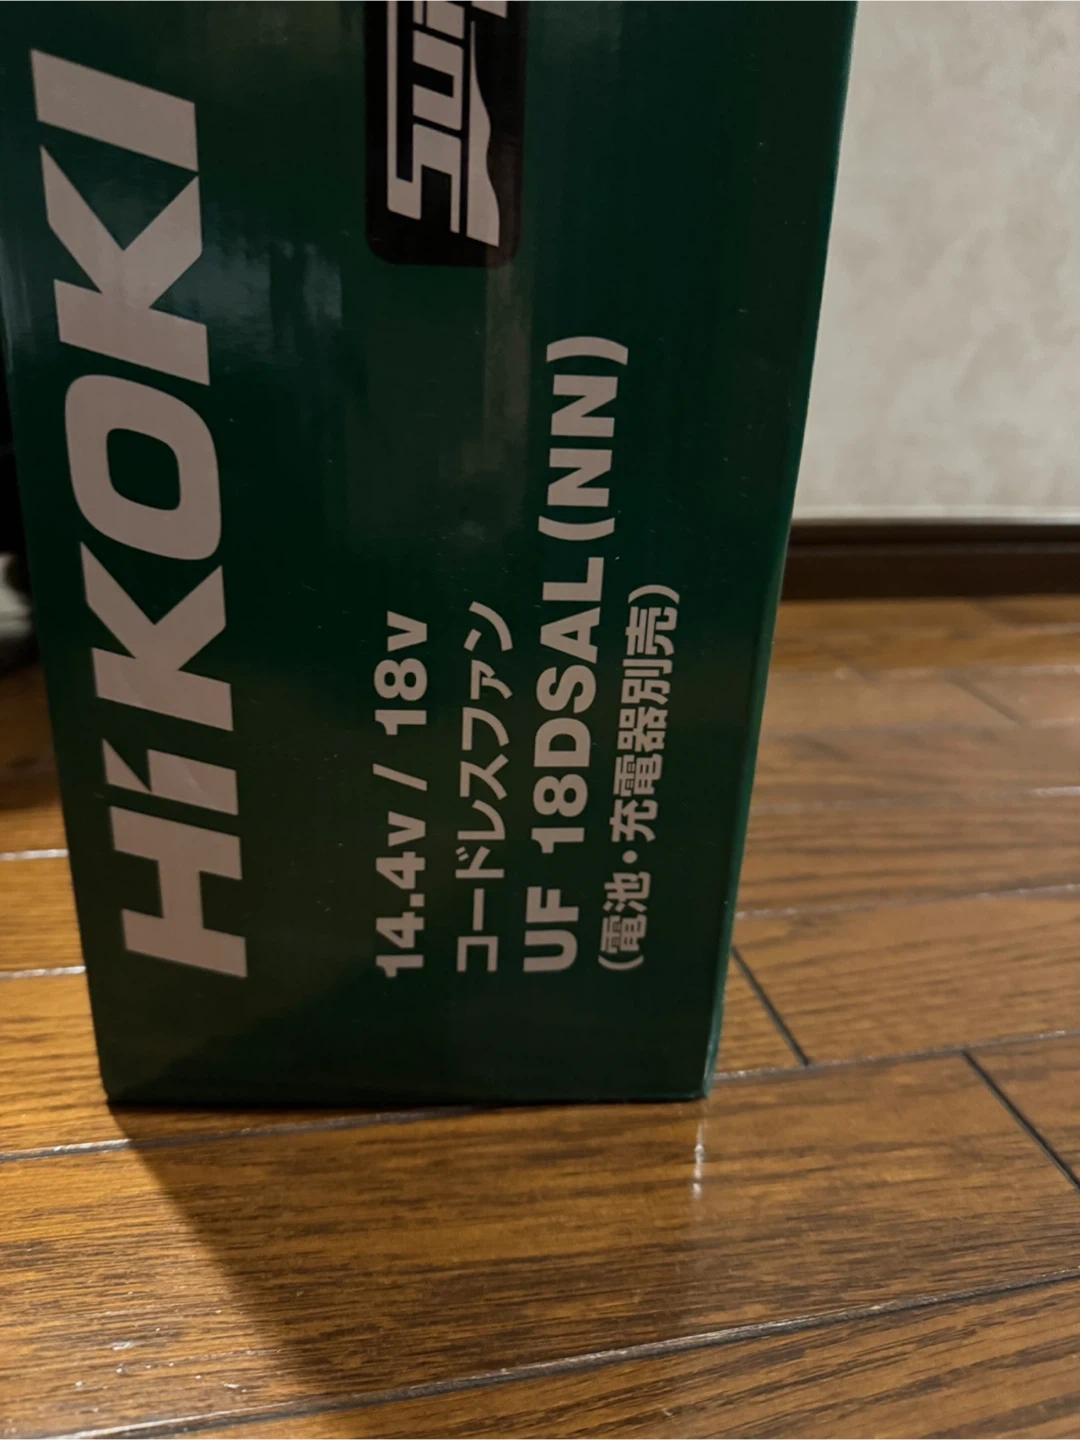 HiKOKI
14.4v / 18v
コードレスファン
UF 18DSAL(NN)
(電池・充電器別売)